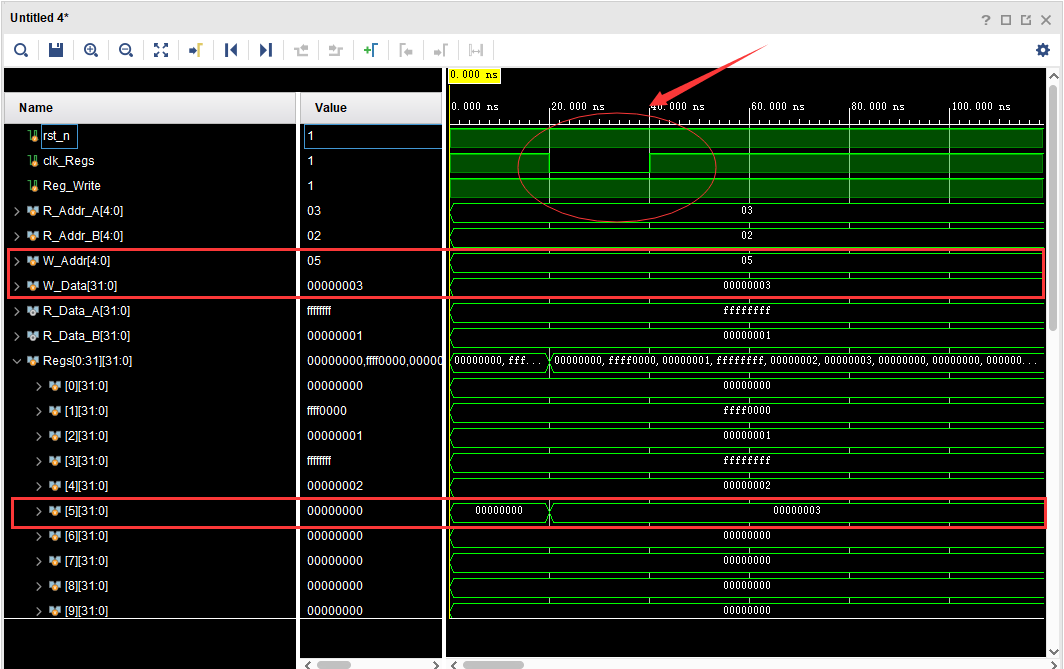 Untitled 4*
0.000 ns
Name Value
0.000 ns 20.000 ns 40.000 ns 60.000 ns 80.000 ns 100.000 ns
rst_n 1
clk_Regs 1
Reg_Write 1
R_Addr_A[4:0] 03 03
R_Addr_B[4:0] 02 02
W_Addr[4:0] 05 05
W_Data[31:0] 00000003 00000003
R_Data_A[31:0] ffffffff ffffffff
R_Data_B[31:0] 00000001 00000001
Regs[0:31][31:0] 00000000,ffff0000,00000 00000000, fff... 00000000, ffff0000, 00000001, ffffffff, 00000002, 00000003, 00000000, 00000000, 000000...
[0][31:0] 00000000 00000000
[1][31:0] ffff0000 ffff0000
[2][31:0] 00000001 00000001
[3][31:0] ffffffff ffffffff
[4][31:0] 00000002 00000002
[5][31:0] 00000000 00000000 00000003
[6][31:0] 00000000 00000000
[7][31:0] 00000000 00000000
[8][31:0] 00000000 00000000
[9][31:0] 00000000 00000000